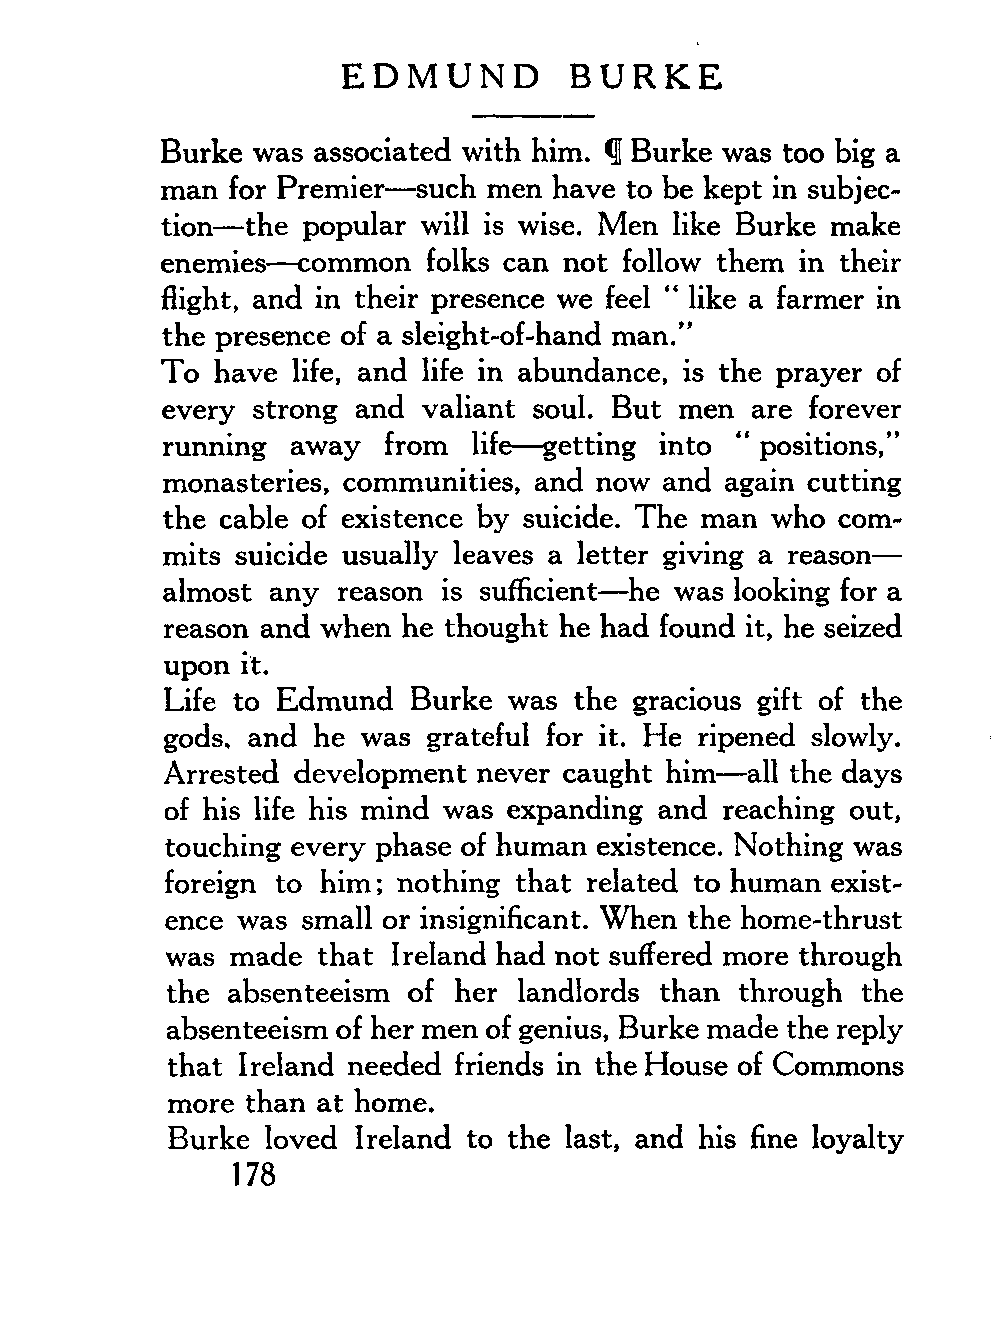 EDMUND BURKE
Burke was associated with him. ¶ Burke was too big a
man for Premier—such men have to be kept in subjec-
tion—the popular will is wise. Men like Burke make
enemies—common folks can not follow them in their
flight, and in their presence we feel “ like a farmer in
the presence of a sleight-of-hand man.”
To have life, and life in abundance, is the prayer of
every strong and valiant soul. But men are forever
running away from life—getting into “ positions,”
monasteries, communities, and now and again cutting
the cable of existence by suicide. The man who com-
mits suicide usually leaves a letter giving a reason—
almost any reason is sufficient—he was looking for a
reason and when he thought he had found it, he seized
upon it.
Life to Edmund Burke was the gracious gift of the
gods, and he was grateful for it. He ripened slowly.
Arrested development never caught him—all the days
of his life his mind was expanding and reaching out,
touching every phase of human existence. Nothing was
foreign to him; nothing that related to human exist-
ence was small or insignificant. When the home-thrust
was made that Ireland had not suffered more through
the absenteeism of her landlords than through the
absenteeism of her men of genius, Burke made the reply
that Ireland needed friends in the House of Commons
more than at home.
Burke loved Ireland to the last, and his fine loyalty
178